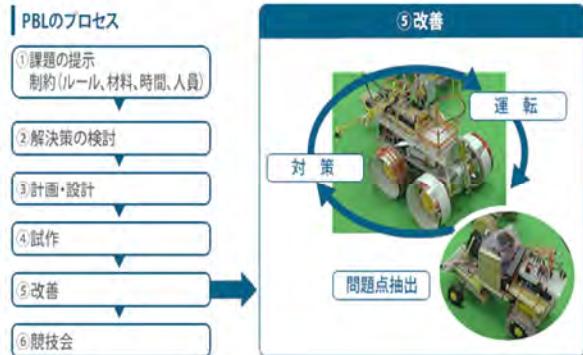 PBLのプロセス
①課題の提示
制約(ルール、材料、時間、人員)
②解決策の検討
③計画・設計
④試作
⑤改善
⑥競技会
⑤改善
運 転
対 策
問題点抽出